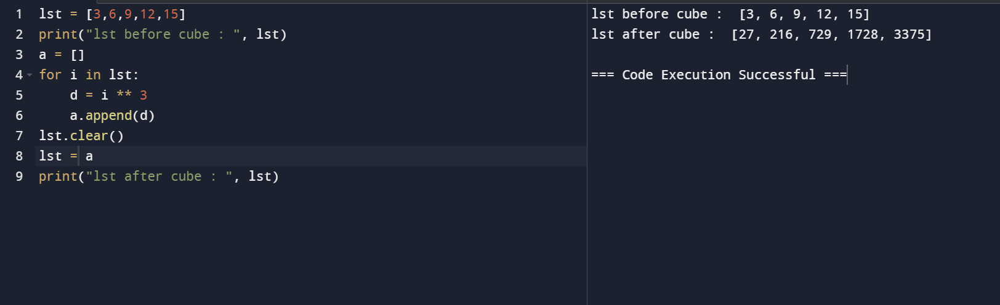 1 lst = [3,6,9,12,15]
2 print("lst before cube : ", lst)
3 a = []
4 for i in lst:
5     d = i ** 3
6     a.append(d)
7 lst.clear()
8 lst = a
9 print("lst after cube : ", lst)
lst before cube :  [3, 6, 9, 12, 15]
lst after cube :  [27, 216, 729, 1728, 3375]
=== Code Execution Successful ===